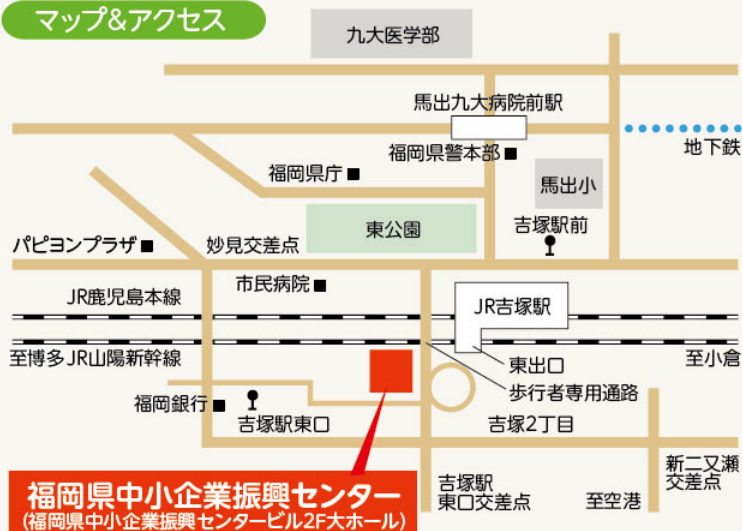 マップ&アクセス
九大医学部
馬出九大病院前駅
地下鉄
福岡県警本部■
福岡県庁■
馬出小
東公園
吉塚駅前
パピヨンプラザ■
妙見交差点
市民病院■
JR鹿児島本線
JR吉塚駅
至博多JR山陽新幹線
東出口
至小倉
歩行者専用通路
福岡銀行■
吉塚駅東口
吉塚2丁目
新二又瀬
交差点
吉塚駅
東口交差点
至空港
福岡県中小企業振興センター
(福岡県中小企業振興センタービル2F大ホール)